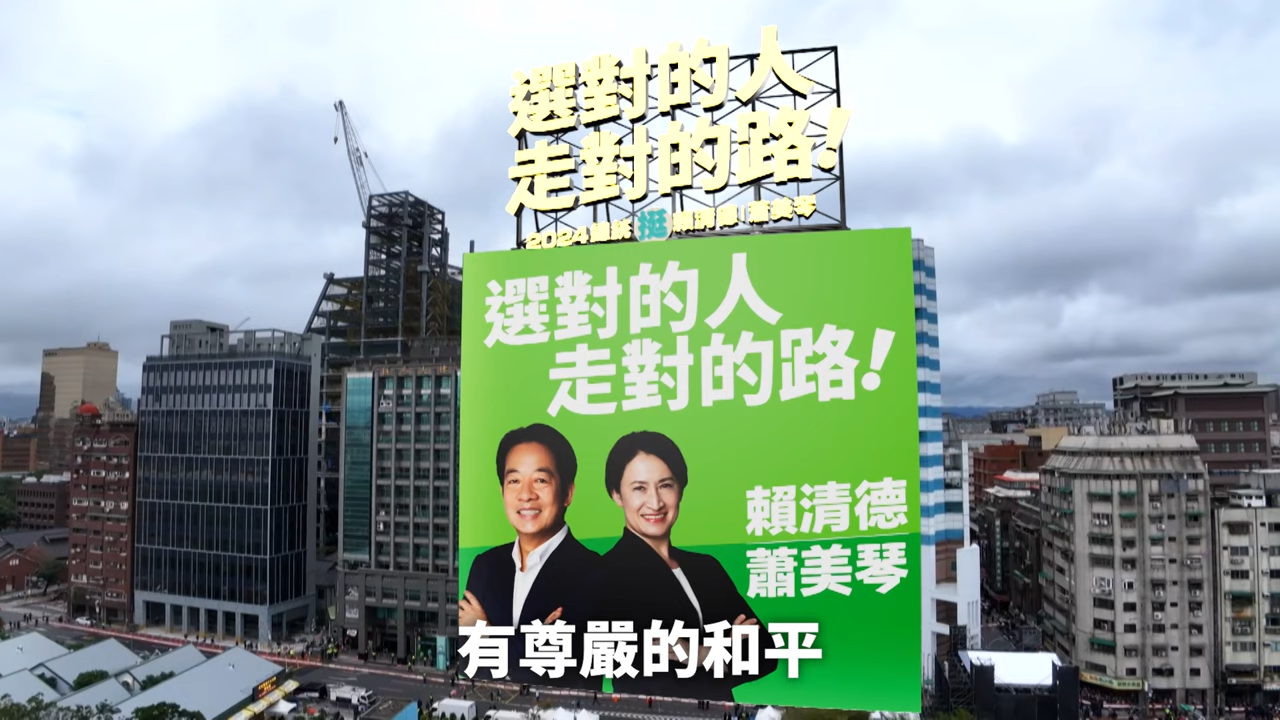 選對的人
走對的路!
2024總統 挺 賴清德 蕭美琴
選對的人
走對的路!
賴清德
蕭美琴
有尊嚴的和平